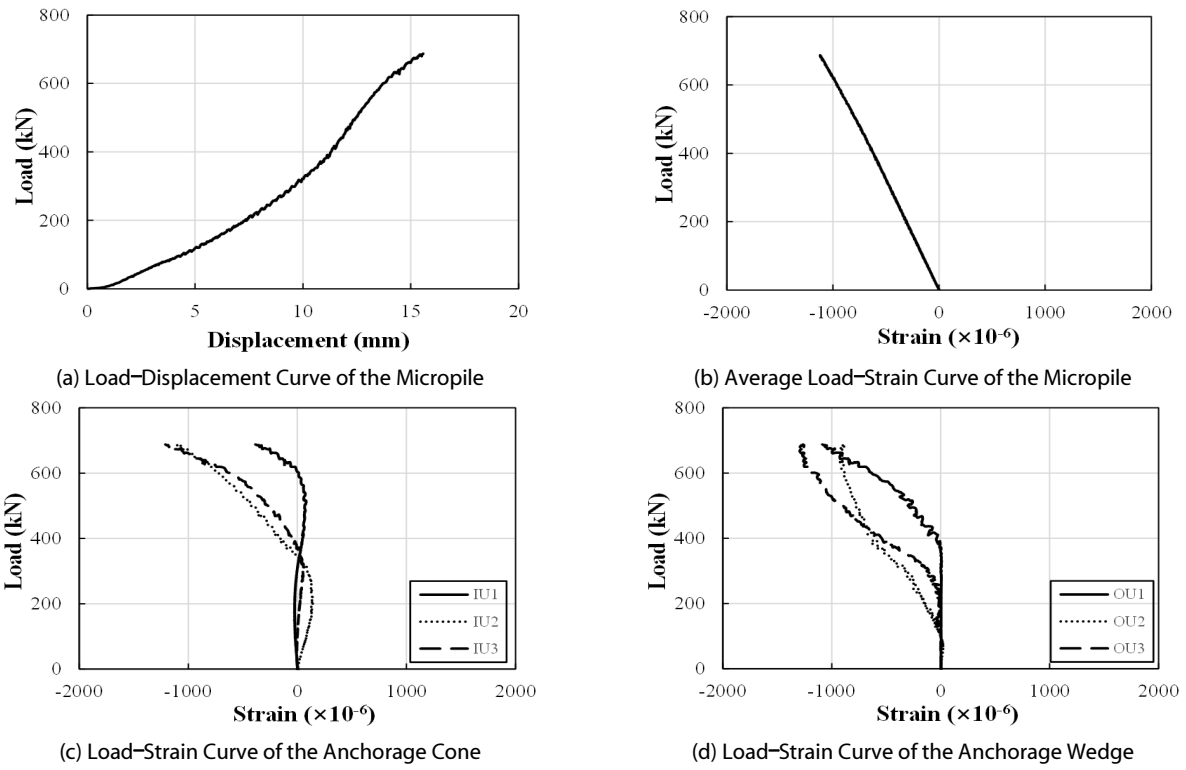 800
600
400
200
0
Load (kN)
0
5
10
15
20
Displacement (mm)
(a) Load–Displacement Curve of the Micropile
800
600
400
200
0
Load (kN)
-2000
-1000
0
1000
2000
Strain (×10⁻⁶)
(b) Average Load–Strain Curve of the Micropile
800
600
400
200
0
Load (kN)
IU1
IU2
IU3
-2000
-1000
0
1000
2000
Strain (×10⁻⁶)
(c) Load–Strain Curve of the Anchorage Cone
800
600
400
200
0
Load (kN)
OU1
OU2
OU3
-2000
-1000
0
1000
2000
Strain (×10⁻⁶)
(d) Load–Strain Curve of the Anchorage Wedge